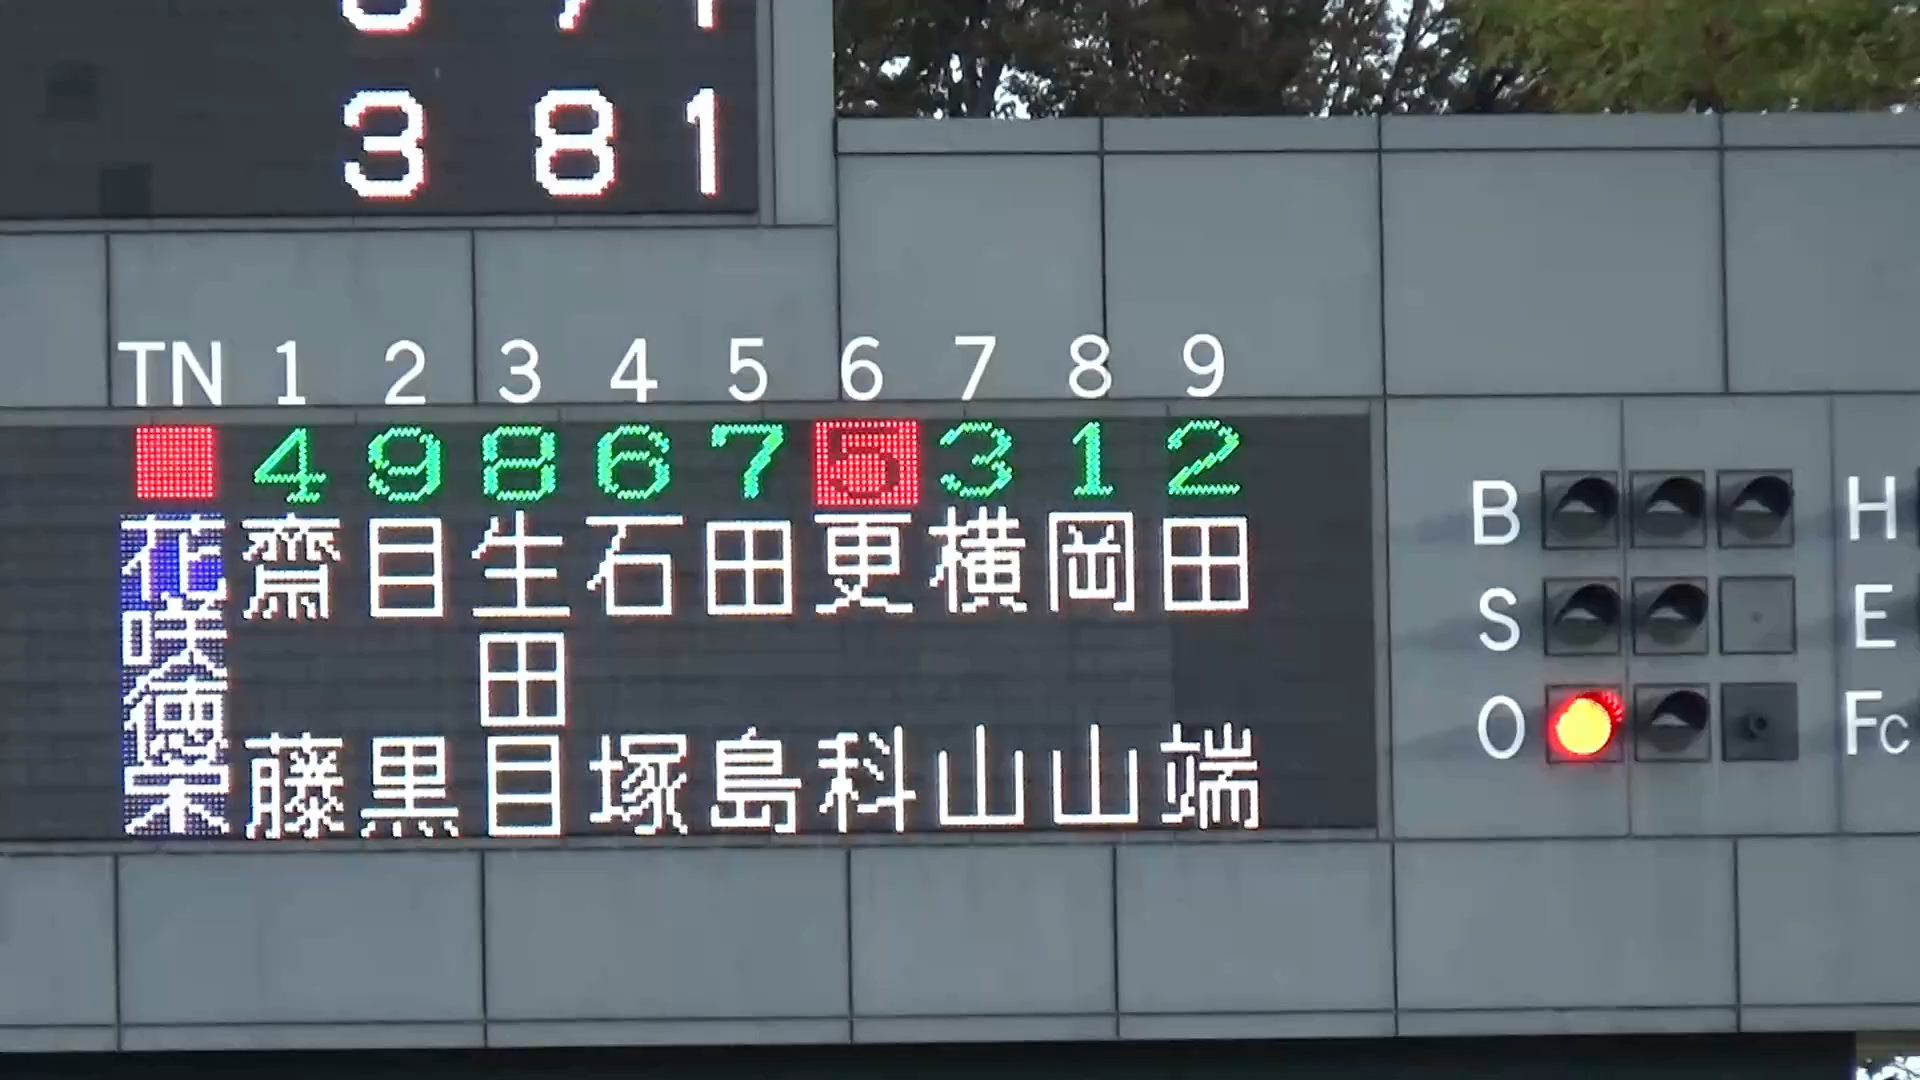 3 8 1
TN 1 2 3 4 5 6 7 8 9
4 9 8 6 7 5 3 1 2
花咲徳栄
齋藤
目黒
生田目
石塚
田島
更科
横山
岡山
田端
B H
S E
O Fc